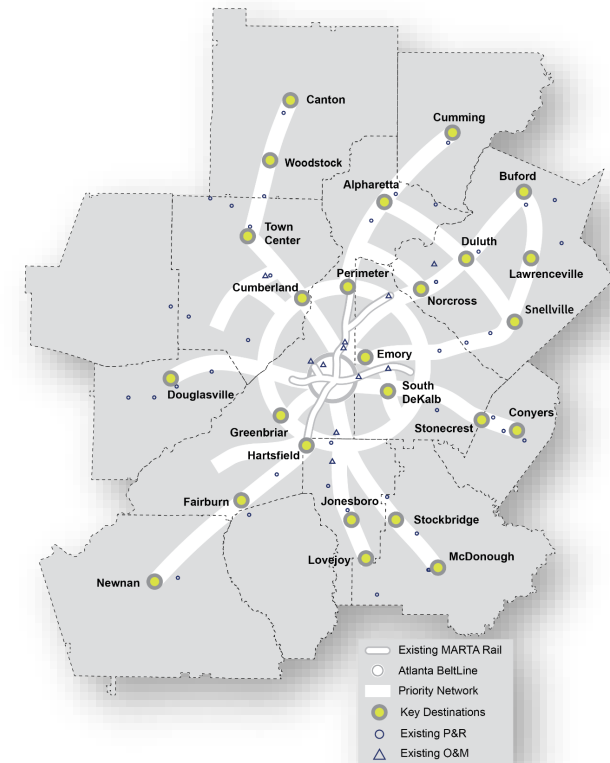 Canton
Cumming
Woodstock
Buford
Alpharetta
Town
Center
Duluth
Lawrenceville
Perimeter
Cumberland
Norcross
Snellville
Emory
Douglasville
South
DeKalb
Conyers
Stonecrest
Greenbriar
Hartsfield
Fairburn
Jonesboro
Stockbridge
Lovejoy
McDonough
Newnan
Existing MARTA Rail
Atlanta BeltLine
Priority Network
Key Destinations
Existing P&R
Existing O&M